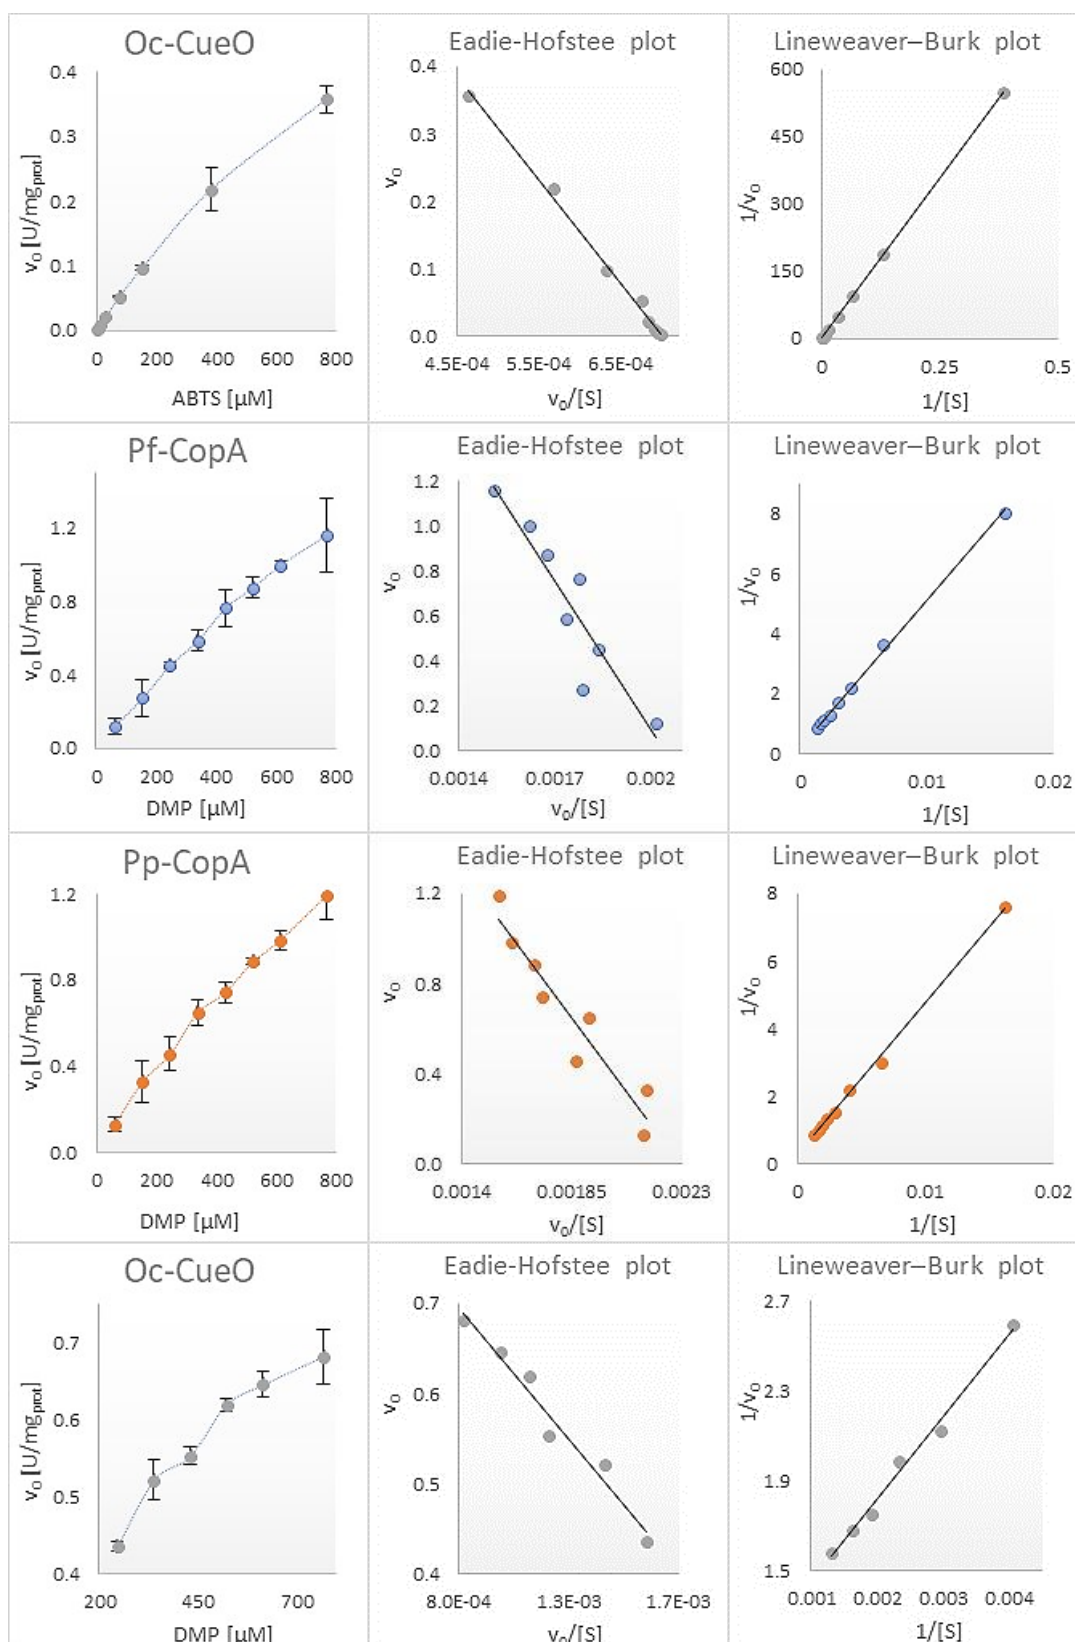 Oc-CueO
v₀ [U/mgprot]
0.4
0.3
0.2
0.1
0.0
0 200 400 600 800
ABTS [µM]
Eadie-Hofstee plot
v₀
0.4
0.3
0.2
0.1
0.0
4.5E-04 5.5E-04 6.5E-04
v₀/[S]
Lineweaver–Burk plot
1/v₀
600
450
300
150
0
0 0.25 0.5
1/[S]
Pf-CopA
v₀ [U/mgprot]
1.2
0.8
0.4
0.0
0 200 400 600 800
DMP [µM]
Eadie-Hofstee plot
v₀
1.2
1.0
0.8
0.6
0.4
0.2
0.0
0.0014 0.0017 0.002
v₀/[S]
Lineweaver–Burk plot
1/v₀
8
6
4
2
0
0 0.01 0.02
1/[S]
Pp-CopA
v₀ [U/mgprot]
1.2
0.8
0.4
0.0
0 200 400 600 800
DMP [µM]
Eadie-Hofstee plot
v₀
1.2
0.8
0.4
0.0
0.0014 0.00185 0.0023
v₀/[S]
Lineweaver–Burk plot
1/v₀
8
6
4
2
0
0 0.01 0.02
1/[S]
Oc-CueO
v₀ [U/mgprot]
0.7
0.6
0.5
0.4
200 450 700
DMP [µM]
Eadie-Hofstee plot
v₀
0.7
0.6
0.5
0.4
8.0E-04 1.3E-03 1.7E-03
v₀/[S]
Lineweaver–Burk plot
1/v₀
2.7
2.3
1.9
1.5
0.001 0.002 0.003 0.004
1/[S]